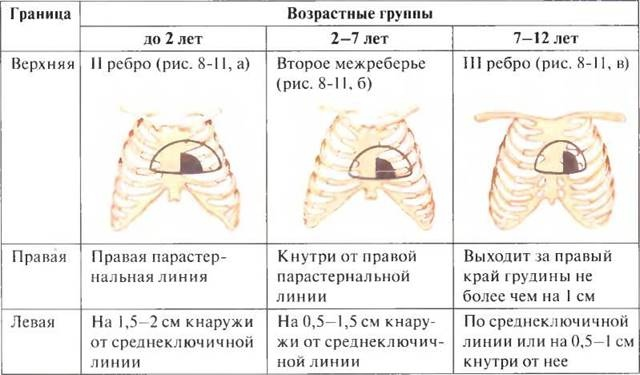 Граница
Возрастные группы
до 2 лет
2–7 лет
7–12 лет
Верхняя
II ребро (рис. 8-11, а)
Второе межреберье
(рис. 8-11, б)
III ребро (рис. 8-11, в)
Правая
Правая парастер-
нальная линия
Кнутри от правой
парастернальной
линии
Выходит за правый
край грудины не
более чем на 1 см
Левая
На 1,5–2 см кнаружи
от среднеключичной
линии
На 0,5–1,5 см кнару-
жи от среднеключич-
ной линии
По среднеключичной
линии или на 0,5–1 см
кнутри от нее